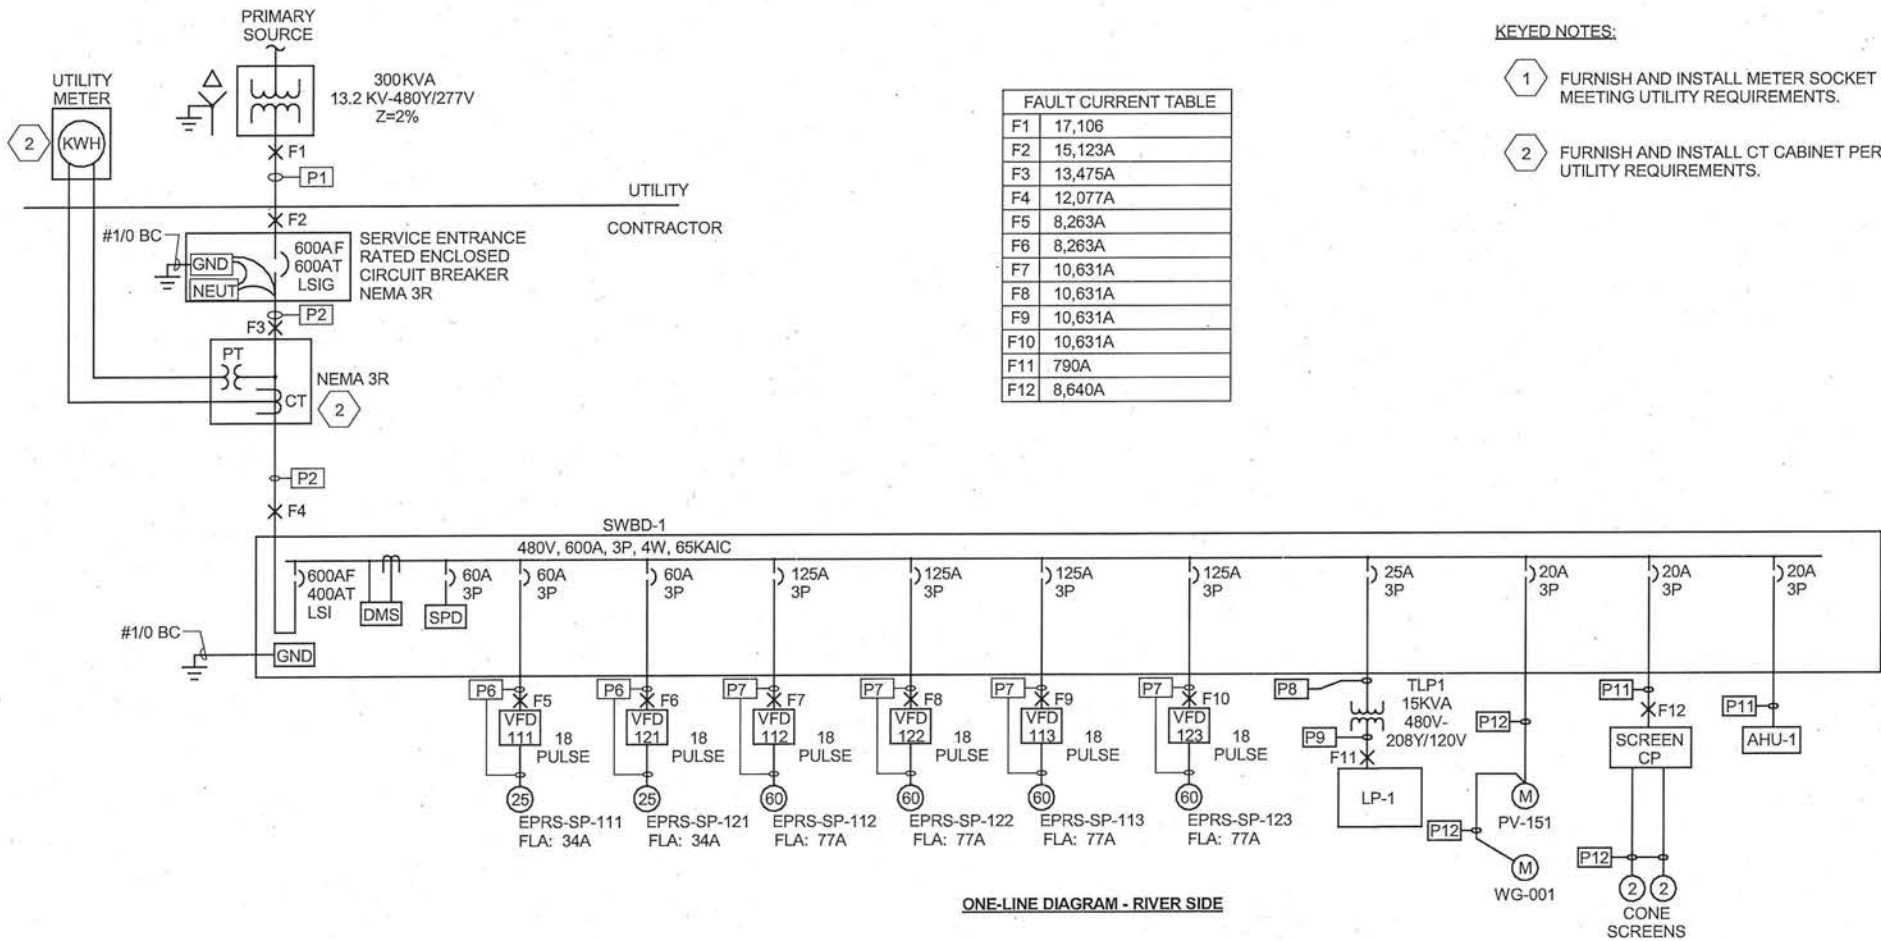 PRIMARY
SOURCE
UTILITY
METER
KWH
2
300KVA
13.2 KV-480Y/277V
Z=2%
F1
P1
UTILITY
CONTRACTOR
F2
#1/0 BC
GND
NEUT
600AF
600AT
LSIG
SERVICE ENTRANCE
RATED ENCLOSED
CIRCUIT BREAKER
NEMA 3R
P2
F3
PT
CT
NEMA 3R
2
P2
F4
KEYED NOTES:
1 FURNISH AND INSTALL METER SOCKET
MEETING UTILITY REQUIREMENTS.
2 FURNISH AND INSTALL CT CABINET PER
UTILITY REQUIREMENTS.
FAULT CURRENT TABLE
F1 17,106
F2 15,123A
F3 13,475A
F4 12,077A
F5 8,263A
F6 8,263A
F7 10,631A
F8 10,631A
F9 10,631A
F10 10,631A
F11 790A
F12 8,640A
SWBD-1
480V, 600A, 3P, 4W, 65KAIC
600AF
400AT
LSI
DMS
SPD
60A
3P
60A
3P
60A
3P
125A
3P
125A
3P
125A
3P
125A
3P
25A
3P
20A
3P
20A
3P
20A
3P
#1/0 BC
GND
P6
F5
VFD
111
18
PULSE
25
EPRS-SP-111
FLA: 34A
P6
F6
VFD
121
18
PULSE
25
EPRS-SP-121
FLA: 34A
P7
F7
VFD
112
18
PULSE
60
EPRS-SP-112
FLA: 77A
P7
F8
VFD
122
18
PULSE
60
EPRS-SP-122
FLA: 77A
P7
F9
VFD
113
18
PULSE
60
EPRS-SP-113
FLA: 77A
P7
F10
VFD
123
18
PULSE
60
EPRS-SP-123
FLA: 77A
P8
TLP1
15KVA
480V-
208Y/120V
P9
F11
LP-1
P12
M
PV-151
P12
M
WG-001
P11
F12
SCREEN
CP
P12
2 2
CONE
SCREENS
P11
AHU-1
ONE-LINE DIAGRAM - RIVER SIDE